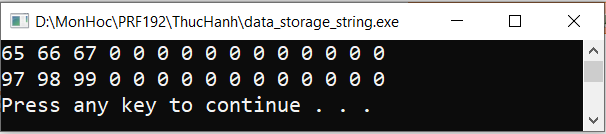 D:\MonHoc\PRF192\ThucHanh\data_storage_string.exe
65 66 67 0 0 0 0 0 0 0 0 0 0 0 0
97 98 99 0 0 0 0 0 0 0 0 0 0 0 0
Press any key to continue . . .